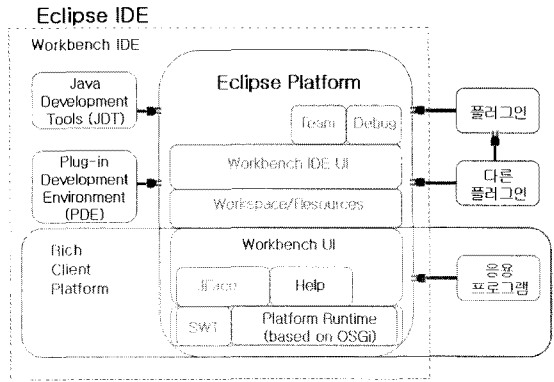 Eclipse IDE
Workbench IDE
Java
Development
Tools (JDT)
Eclipse Platform
플러그인
Team
Debug
Workbench IDE UI
Plug-in
Development
Environment
(PDE)
다른
플러그인
Workspace/Resources
Rich
Client
Platform
Workbench UI
응용
프로그램
JFace
Help
SWT
Platform Runtime
(based on OSGi)